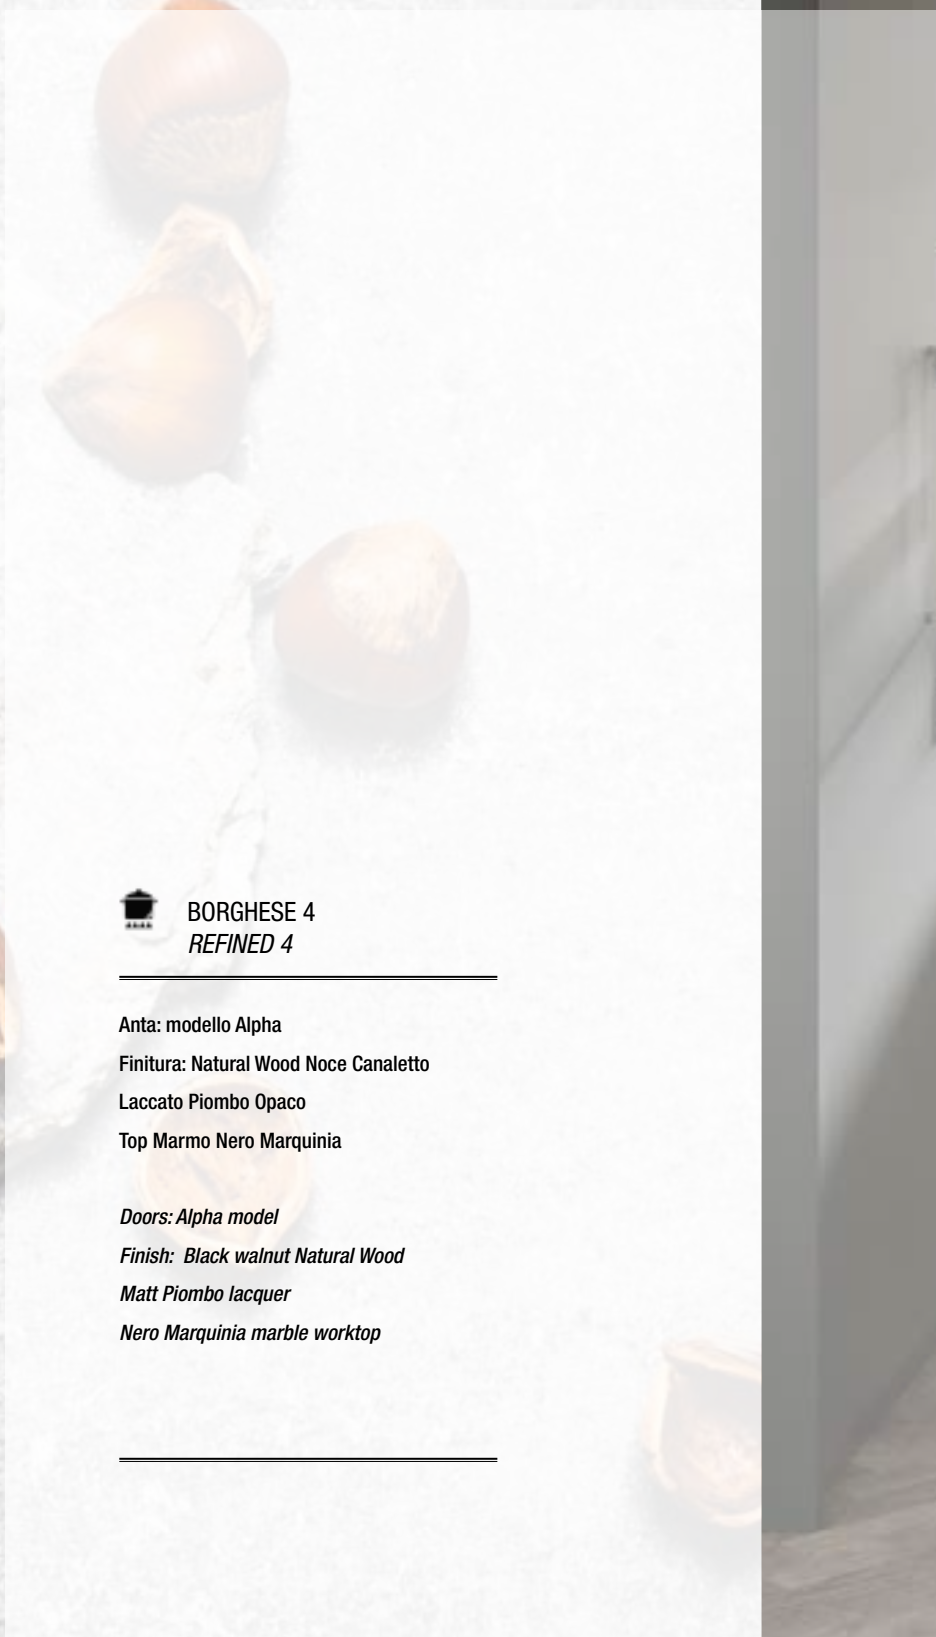 BORGHESE 4
REFINED 4
Anta: modello Alpha
Finitura: Natural Wood Noce Canaletto
Laccato Piombo Opaco
Top Marmo Nero Marquinia
Doors: Alpha model
Finish: Black walnut Natural Wood
Matt Piombo lacquer
Nero Marquinia marble worktop